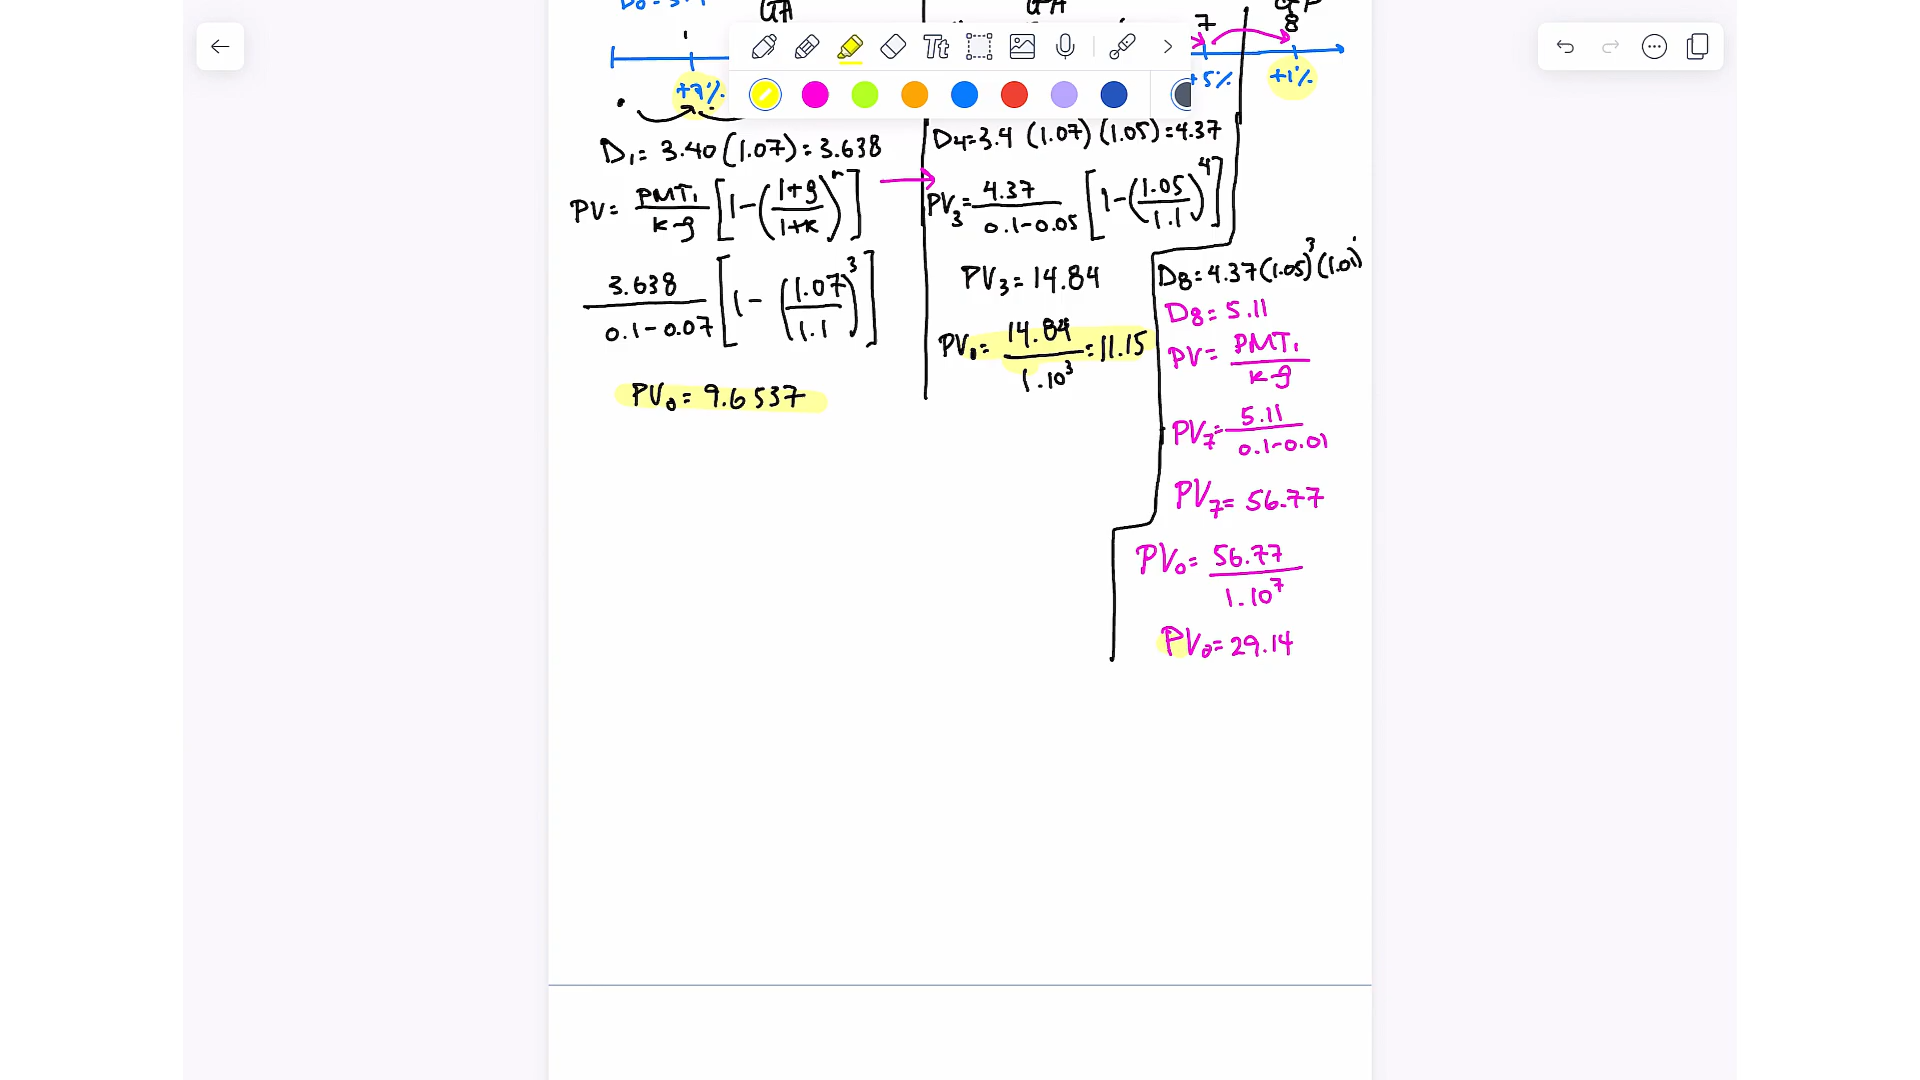 GA
GA
7
8
+7%
+5%
+1%
D₁= 3.40(1.07)=3.638
PV= PMT₁/k-g [1-((1+g)/(1+k))ⁿ]
3.638/0.1-0.07 [1-(1.07/1.1)³]
PV₀= 9.6537
D4=3.4 (1.07) (1.05)=4.37
PV₃= 4.37/0.1-0.05 [1-(1.05/1.1)⁴]
PV₃=14.84
PV₀= 14.84/1.10³ =11.15
D8=4.37(1.05)³(1.01)¹
D8=5.11
PV= PMT₁/k-g
PV₇= 5.11/0.1-0.01
PV₇= 56.77
PV₀= 56.77/1.10⁷
PV₀=29.14
Tt